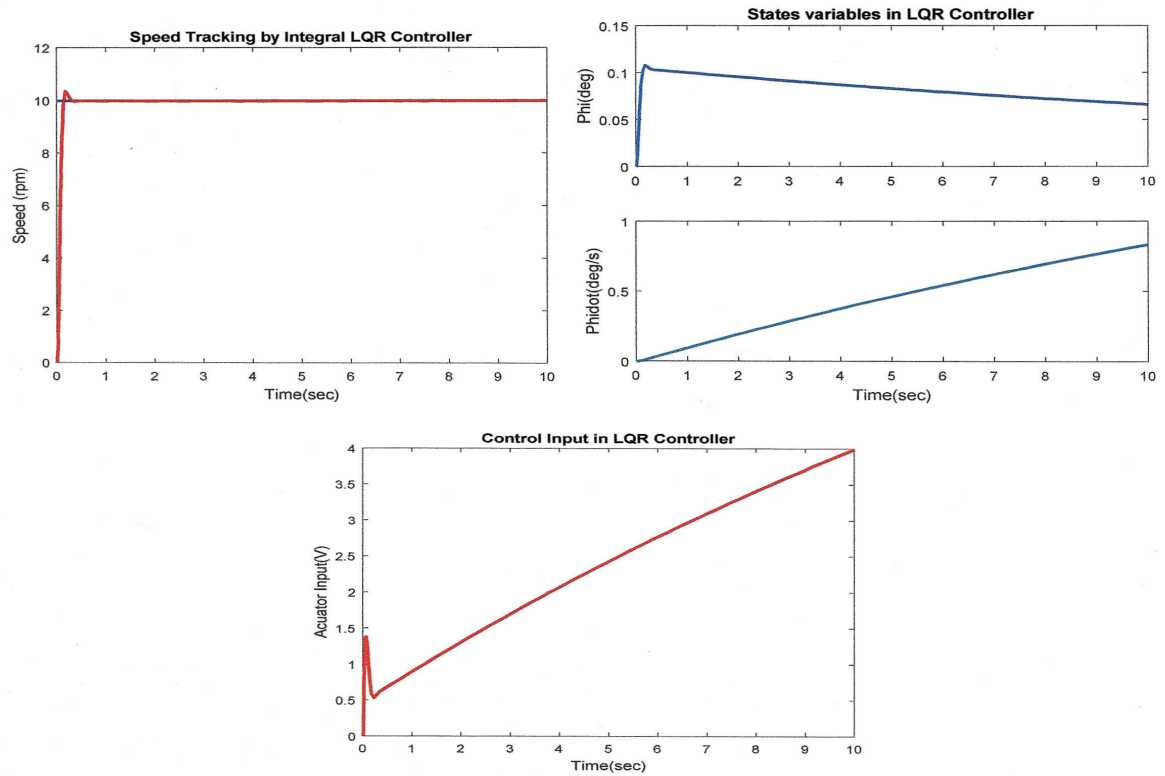 Speed Tracking by Integral LQR Controller
12
10
8
6
4
2
0
Speed (rpm)
0 1 2 3 4 5 6 7 8 9 10
Time(sec)
States variables in LQR Controller
0.15
0.1
0.05
0
Phi(deg)
0 1 2 3 4 5 6 7 8 9 10
1
0.5
0
Phidot(deg/s)
0 1 2 3 4 5 6 7 8 9 10
Time(sec)
Control Input in LQR Controller
4
3.5
3
2.5
2
1.5
1
0.5
0
Acuator Input(V)
0 1 2 3 4 5 6 7 8 9 10
Time(sec)